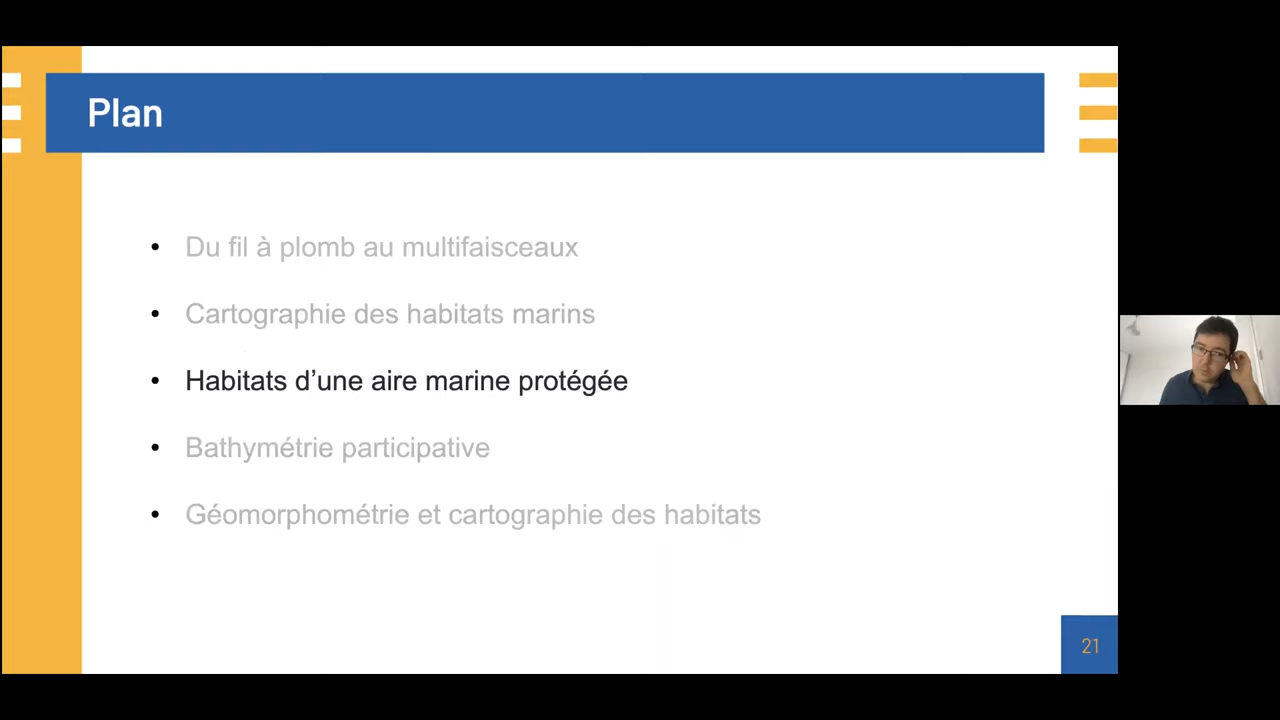 Plan
• Du fil à plomb au multifaisceaux
• Cartographie des habitats marins
• Habitats d’une aire marine protégée
• Bathymétrie participative
• Géomorphométrie et cartographie des habitats
21